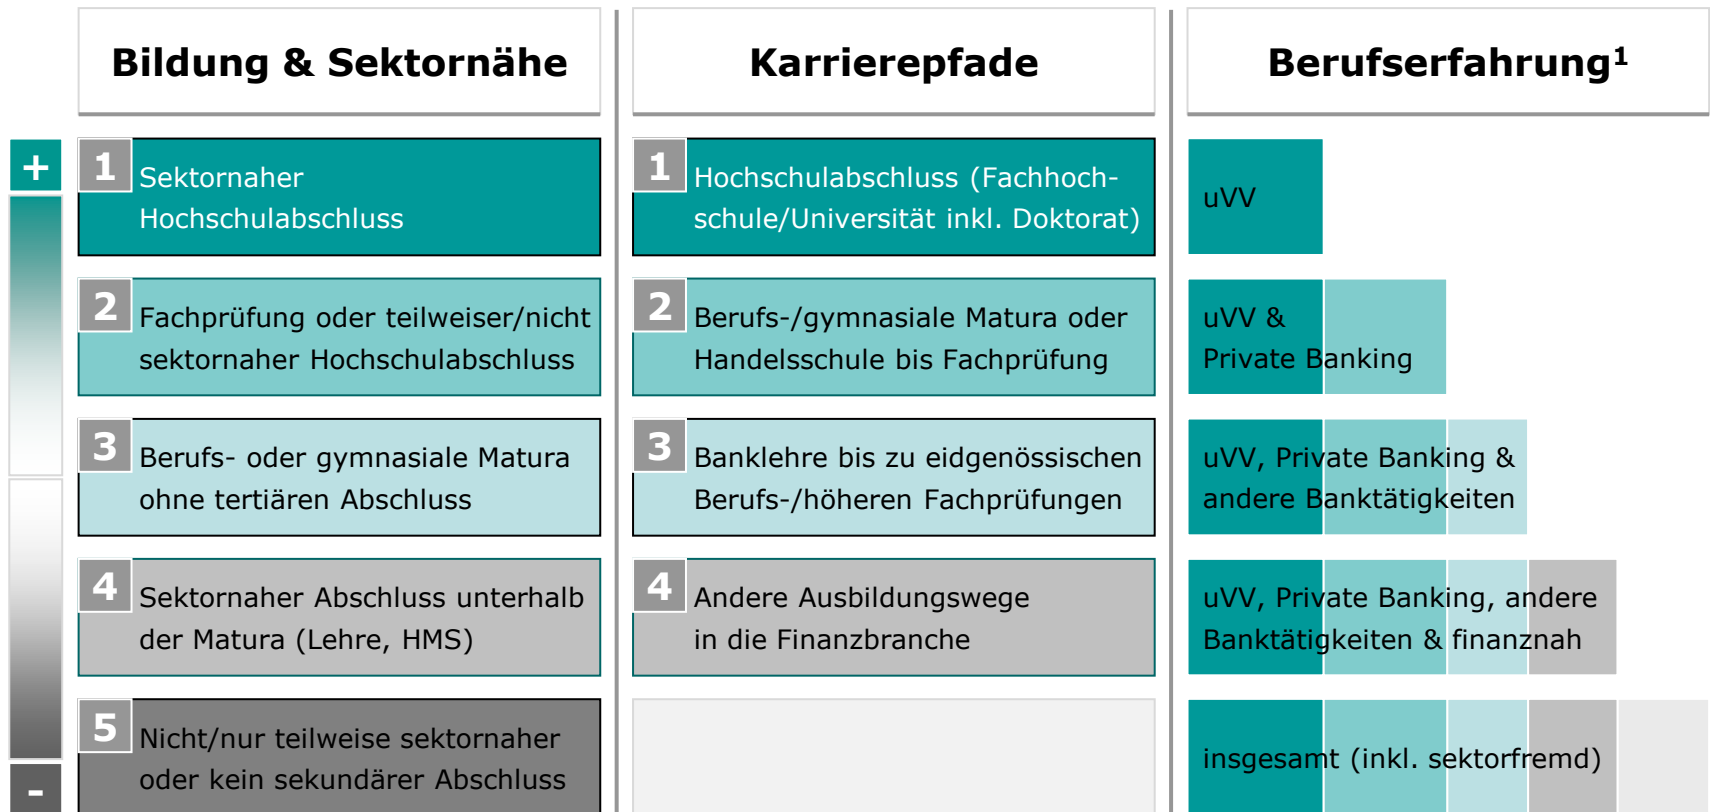 Bildung & Sektornähe
Karrierepfade
Berufserfahrung¹
+
1
Sektornaher
Hochschulabschluss
1
Hochschulabschluss (Fachhoch-
schule/Universität inkl. Doktorat)
uVV
2
Fachprüfung oder teilweiser/nicht
sektornaher Hochschulabschluss
2
Berufs-/gymnasiale Matura oder
Handelsschule bis Fachprüfung
uVV &
Private Banking
3
Berufs- oder gymnasiale Matura
ohne tertiären Abschluss
3
Banklehre bis zu eidgenössischen
Berufs-/höheren Fachprüfungen
uVV, Private Banking &
andere Banktätigkeiten
4
Sektornaher Abschluss unterhalb
der Matura (Lehre, HMS)
4
Andere Ausbildungswege
in die Finanzbranche
uVV, Private Banking, andere
Banktätigkeiten & finanznah
5
Nicht/nur teilweise sektornaher
oder kein sekundärer Abschluss
insgesamt (inkl. sektorfremd)
-